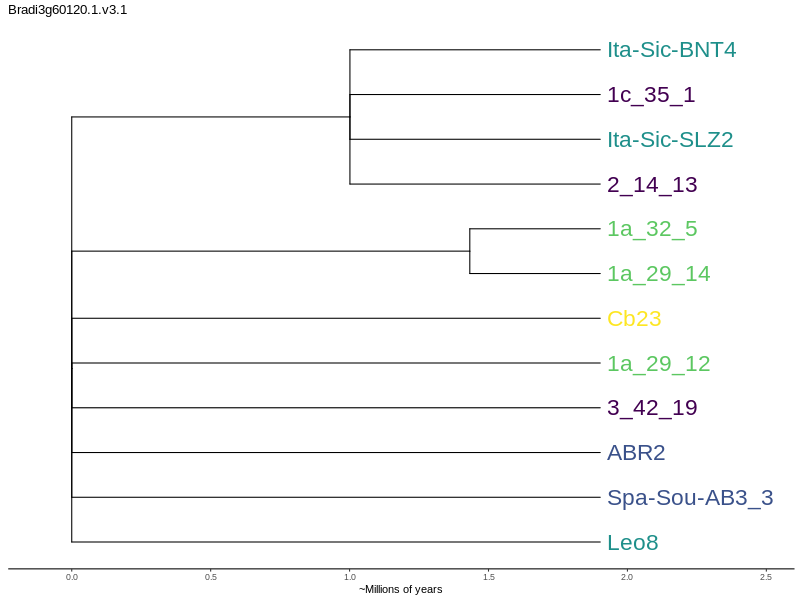 Bradi3g60120.1.v3.1
Ita-Sic-BNT4
1c_35_1
Ita-Sic-SLZ2
2_14_13
1a_32_5
1a_29_14
Cb23
1a_29_12
3_42_19
ABR2
Spa-Sou-AB3_3
Leo8
0.0 0.5 1.0 1.5 2.0 2.5
~Millions of years